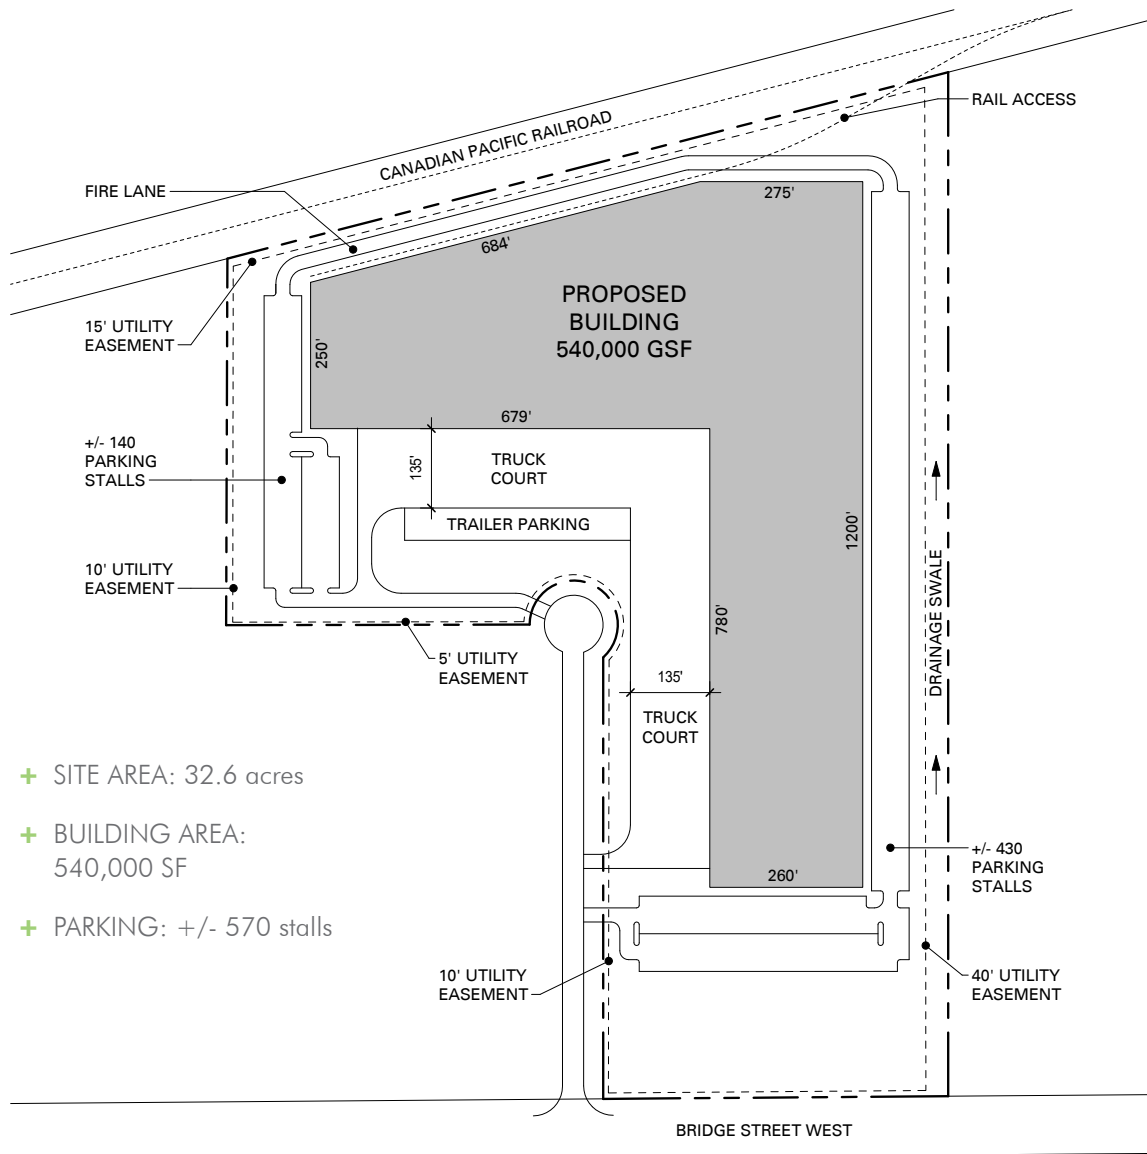 RAIL ACCESS
CANADIAN PACIFIC RAILROAD
FIRE LANE
275'
684'
PROPOSED
BUILDING
540,000 GSF
15' UTILITY
EASEMENT
250'
679'
+/- 140
PARKING
STALLS
135'
TRUCK
COURT
TRAILER PARKING
1200'
10' UTILITY
EASEMENT
780'
DRAINAGE SWALE
5' UTILITY
EASEMENT
135'
TRUCK
COURT
+ SITE AREA: 32.6 acres
+ BUILDING AREA:
540,000 SF
+ PARKING: +/- 570 stalls
+/- 430
PARKING
STALLS
260'
10' UTILITY
EASEMENT
40' UTILITY
EASEMENT
BRIDGE STREET WEST